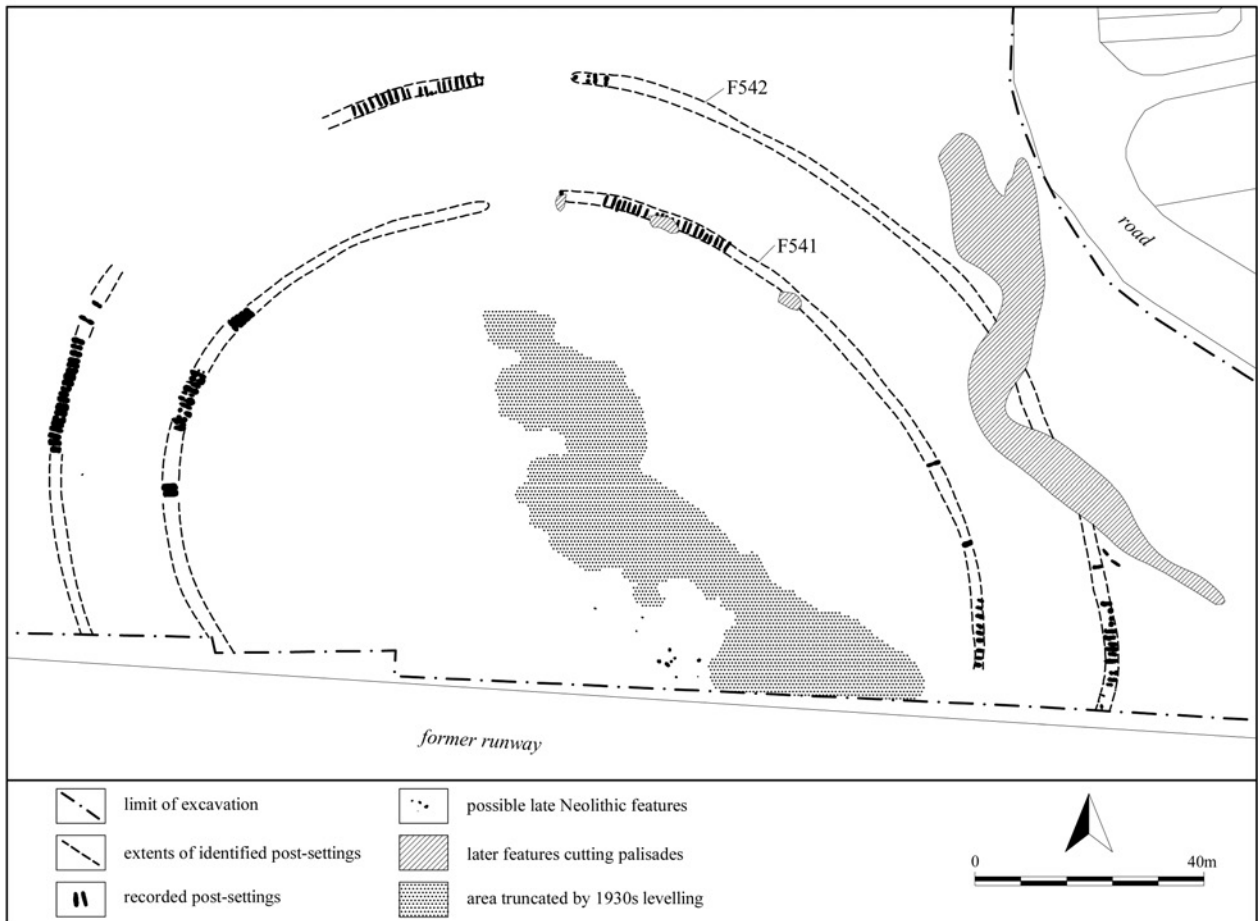 F542
road
F541
former runway
limit of excavation
extents of identified post-settings
recorded post-settings
possible late Neolithic features
later features cutting palisades
area truncated by 1930s levelling
0 40m